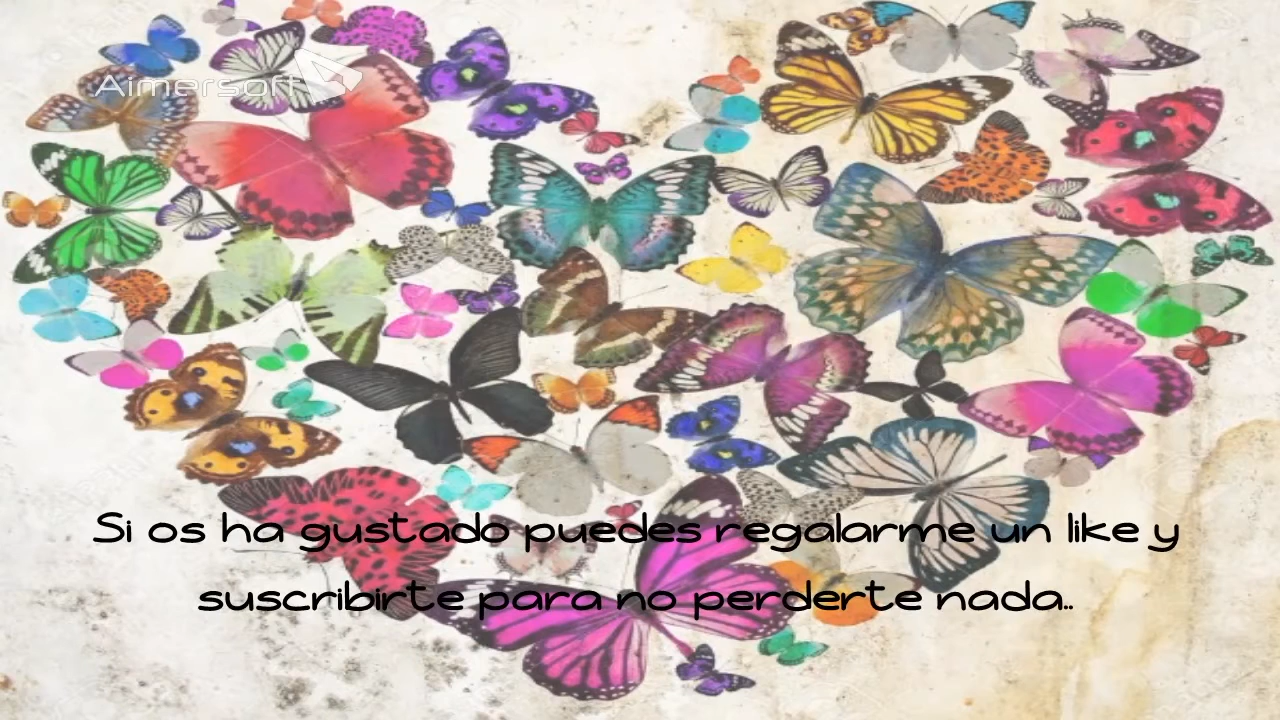 Aimersoft
Si os ha gustado puedes regalarme un like y
suscribirte para no perderte nada..